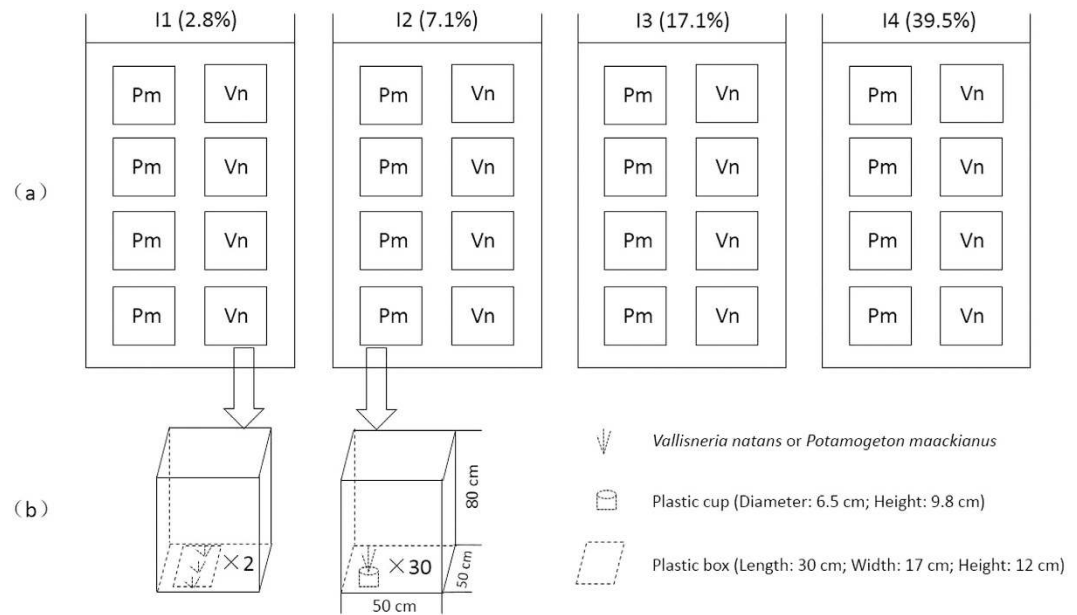 I1 (2.8%) I2 (7.1%) I3 (17.1%) I4 (39.5%)
Pm Vn Pm Vn Pm Vn Pm Vn
Pm Vn Pm Vn Pm Vn Pm Vn
（a）
Pm Vn Pm Vn Pm Vn Pm Vn
Pm Vn Pm Vn Pm Vn Pm Vn
（b）
×2
×30
80 cm
50 cm
50 cm
Vallisneria natans or Potamogeton maackianus
Plastic cup (Diameter: 6.5 cm; Height: 9.8 cm)
Plastic box (Length: 30 cm; Width: 17 cm; Height: 12 cm)